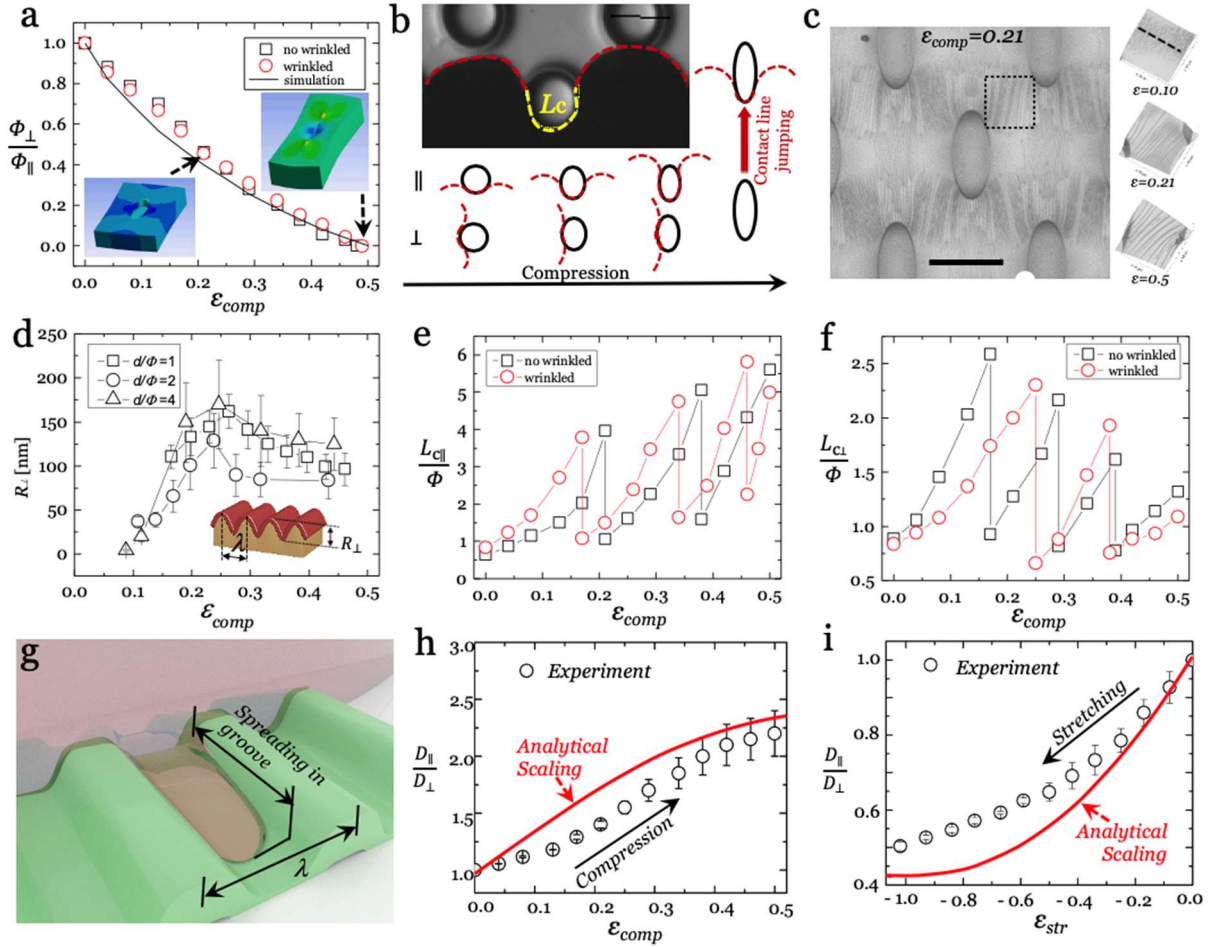 a
1.0
0.8
0.6
0.4
0.2
0.0
Φ⊥
Φ∥
no wrinkled
wrinkled
simulation
0.0 0.1 0.2 0.3 0.4 0.5
εcomp
b
Lc
∥
⊥
Contact line
jumping
Compression
c
εcomp=0.21
ε=0.10
ε=0.21
ε=0.5
d
250
200
150
100
50
0
R⊥ [nm]
d/Φ=1
d/Φ=2
d/Φ=4
λ
R⊥
0.0 0.1 0.2 0.3 0.4 0.5
εcomp
e
6
5
4
3
2
1
0
Lc∥
Φ
no wrinkled
wrinkled
0.0 0.1 0.2 0.3 0.4 0.5
εcomp
f
2.5
2.0
1.5
1.0
0.5
Lc⊥
Φ
no wrinkled
wrinkled
0.0 0.1 0.2 0.3 0.4 0.5
εcomp
g
Spreading in
groove
λ
h
3.0
2.5
2.0
1.5
1.0
D∥
D⊥
Experiment
Analytical
Scaling
Compression
0.0 0.1 0.2 0.3 0.4 0.5
εcomp
i
1.0
0.8
0.6
0.4
D∥
D⊥
Experiment
Stretching
Analytical
Scaling
- 1.0 - 0.8 - 0.6 - 0.4 - 0.2 0.0
εstr